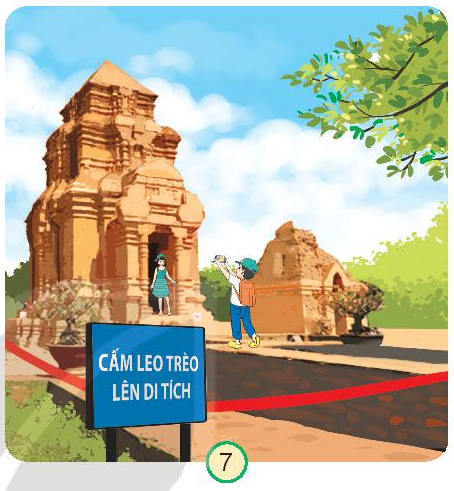 CẤM LEO TRÈO
LÊN DI TÍCH
7